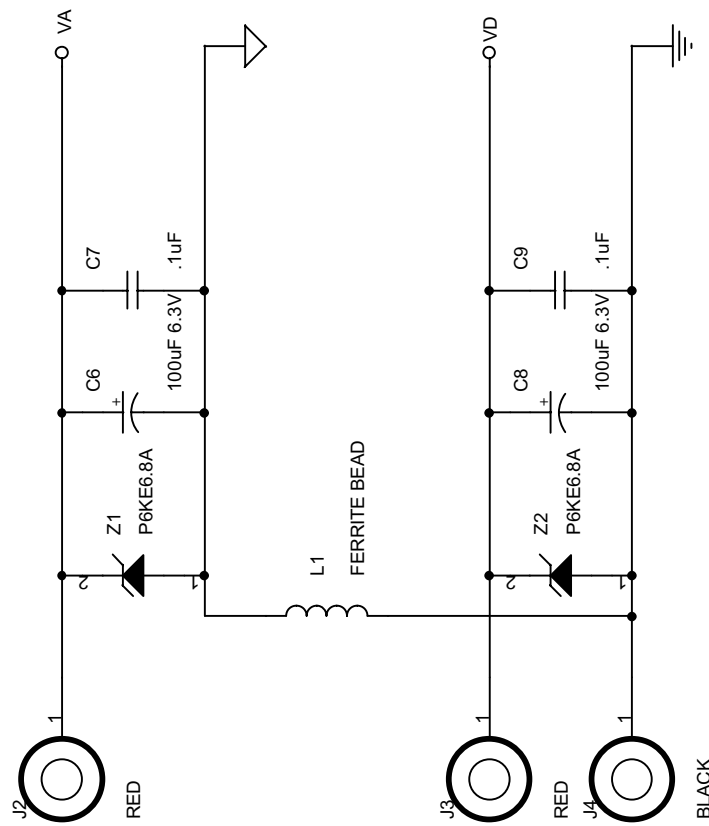 J2
RED
1
2
1
Z1
P6KE6.8A
+
C6
100uF 6.3V
C7
.1uF
VA
L1
FERRITE BEAD
J3
RED
1
2
1
Z2
P6KE6.8A
+
C8
100uF 6.3V
C9
.1uF
VD
J4
BLACK
1